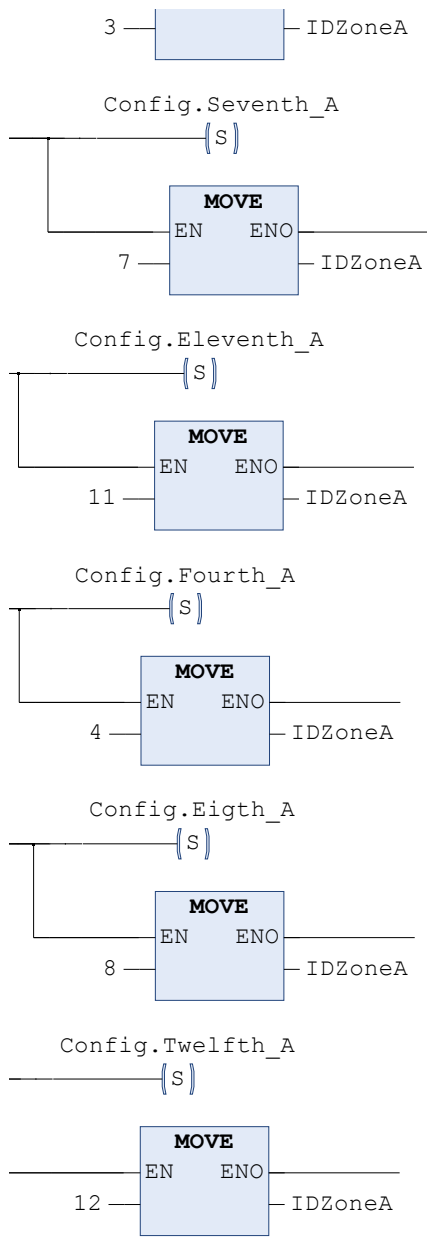 3 IDZoneA
Config.Seventh_A
(S)
MOVE
EN ENO
7 IDZoneA
Config.Eleventh_A
(S)
MOVE
EN ENO
11 IDZoneA
Config.Fourth_A
(S)
MOVE
EN ENO
4 IDZoneA
Config.Eigth_A
(S)
MOVE
EN ENO
8 IDZoneA
Config.Twelfth_A
(S)
MOVE
EN ENO
12 IDZoneA